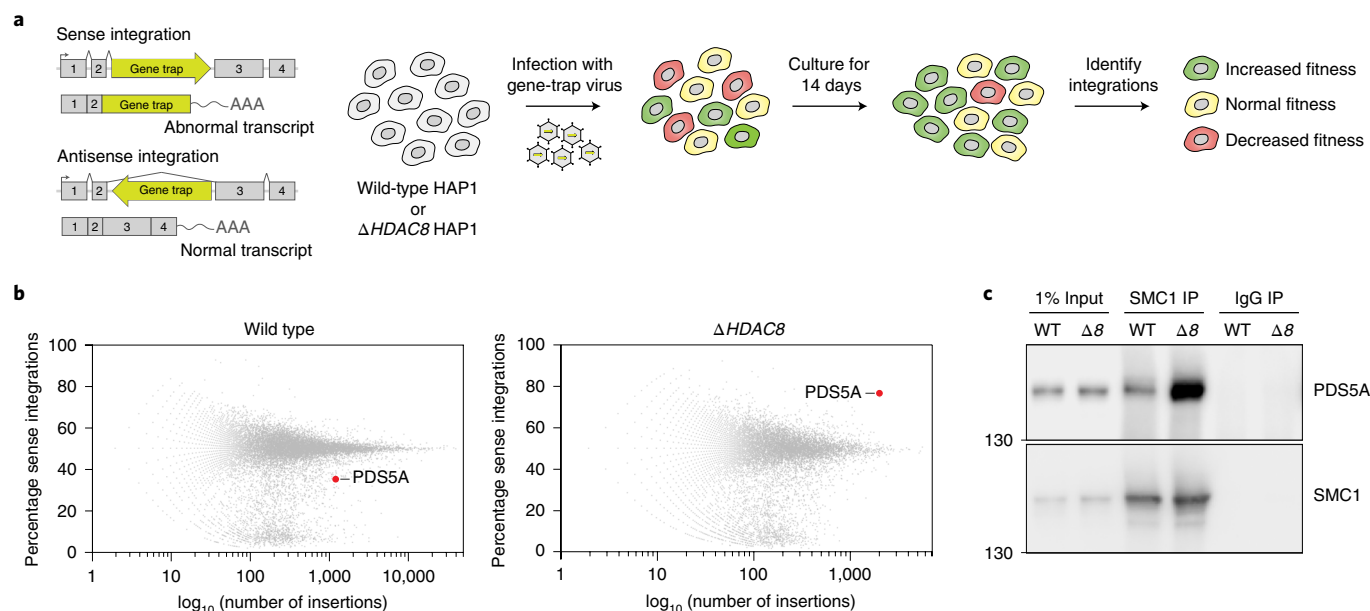 a
Sense integration
1 2 Gene trap 3 4
1 2 Gene trap AAA
Abnormal transcript
Antisense integration
1 2 Gene trap 3 4
1 2 3 4 AAA
Normal transcript
Wild-type HAP1
or
ΔHDAC8 HAP1
Infection with
gene-trap virus
Culture for
14 days
Identify
integrations
Increased fitness
Normal fitness
Decreased fitness
b
Wild type
Percentage sense integrations
100
80
60
40
20
0
PDS5A
1 10 100 1,000 10,000
log10 (number of insertions)
ΔHDAC8
Percentage sense integrations
100
80
60
40
20
0
PDS5A
1 10 100 1,000
log10 (number of insertions)
c
1% Input SMC1 IP IgG IP
WT Δ8 WT Δ8 WT Δ8
PDS5A
130
SMC1
130